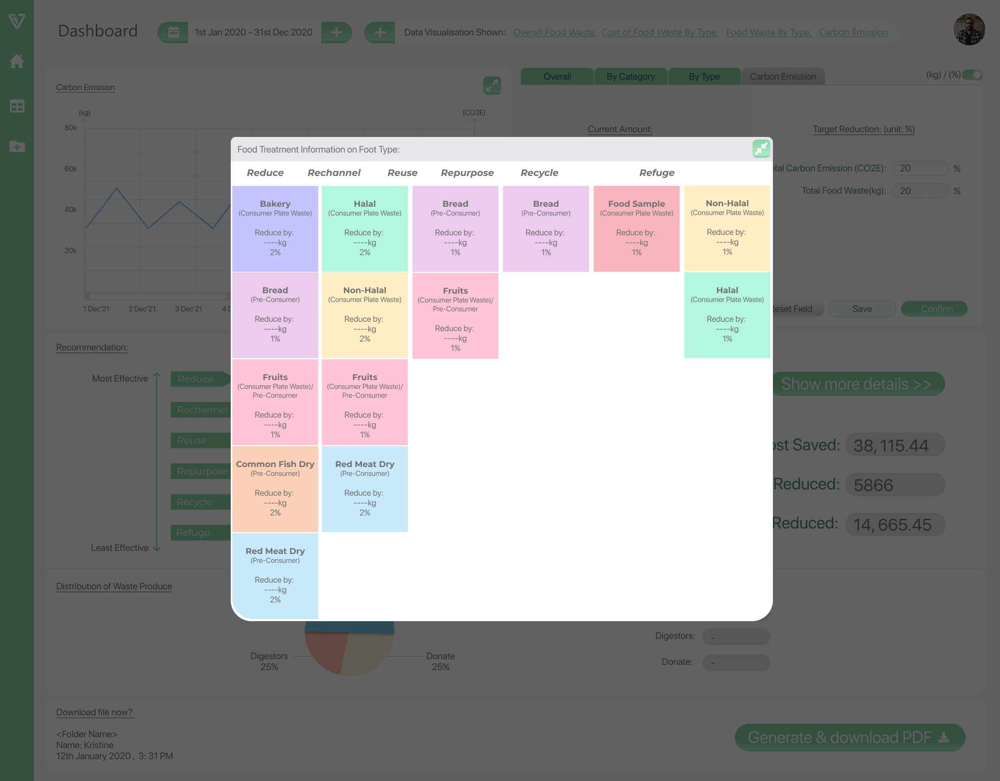 Dashboard
1st Jan 2020 - 31st Dec 2020
Data Visualisation Shown: Overall Food Waste, Cost of Food Waste By Type, Food Waste By Type, Carbon Emission
Carbon Emission
(kg)
(CO2E)
80k
60k
40k
20k
1 Dec'21 2 Dec'21 3 Dec'21
Overall By Category By Type Carbon Emission
(kg) / (%)
Current Amount:
Target Reduction: (unit: %)
Carbon Emission (CO2E): 20 %
Total Food Waste(kg): 20 %
Field Save Confirm
Food Treatment Information on Foot Type:
Reduce Rechannel Reuse Repurpose Recycle Refuge
Bakery
(Consumer Plate Waste)
Reduce by:
----kg
2%
Halal
(Consumer Plate Waste)
Reduce by:
----kg
2%
Bread
(Pre-Consumer)
Reduce by:
----kg
1%
Bread
(Pre-Consumer)
Reduce by:
----kg
1%
Food Sample
(Consumer Plate Waste)
Reduce by:
----kg
1%
Non-Halal
(Consumer Plate Waste)
Reduce by:
----kg
1%
Bread
(Pre-Consumer)
Reduce by:
----kg
1%
Non-Halal
(Consumer Plate Waste)
Reduce by:
----kg
2%
Fruits
(Consumer Plate Waste)/
Pre-Consumer
Reduce by:
----kg
1%
Halal
(Consumer Plate Waste)
Reduce by:
----kg
1%
Fruits
(Consumer Plate Waste)/
Pre-Consumer
Reduce by:
----kg
1%
Fruits
(Consumer Plate Waste)/
Pre-Consumer
Reduce by:
----kg
1%
Common Fish Dry
(Pre-Consumer)
Reduce by:
----kg
2%
Red Meat Dry
(Pre-Consumer)
Reduce by:
----kg
2%
Red Meat Dry
(Pre-Consumer)
Reduce by:
----kg
2%
Recommendation:
Most Effective
Reduce
Rechannel
Reuse
Repurpose
Recycle
Refuge
Least Effective
Show more details >>
Saved: 38, 115.44
Reduced: 5866
Reduced: 14, 665.45
Distribution of Waste Produce
Digestors
25%
Donate
25%
Digestors: -
Donate: -
Download file now?
<Folder Name>
Name: Kristine
12th January 2020 , 3: 31 PM
Generate & download PDF